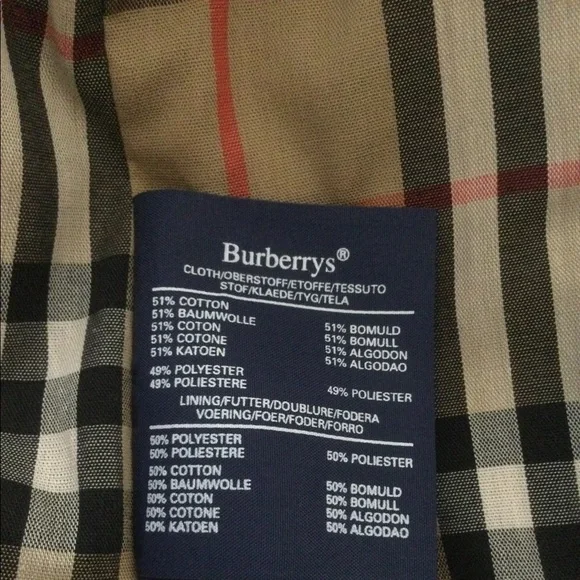 Burberrys®
CLOTH/OBERSTOFF/ETOFFE/TESSUTO
STOF/KLAEDE/TYG/TELA
51% COTTON
51% BAUMWOLLE
51% COTON 51% BOMULD
51% COTONE 51% BOMULL
51% KATOEN 51% ALGODON
51% ALGODAO
49% POLYESTER
49% POLIESTERE 49% POLIESTER
LINING/FUTTER/DOUBLURE/FODERA
VOERING/FOER/FODER/FORRO
50% POLYESTER
50% POLIESTERE 50% POLIESTER
50% COTTON
50% BAUMWOLLE 50% BOMULD
50% COTON 50% BOMULL
50% COTONE 50% ALGODON
50% KATOEN 50% ALGODAO